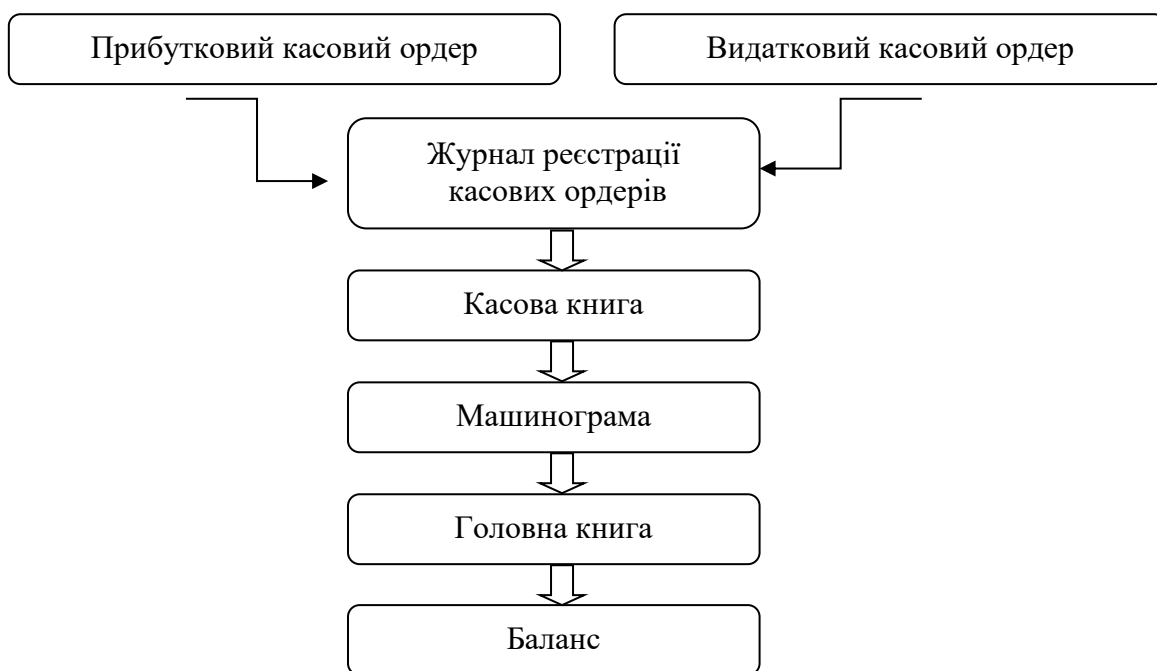 Прибутковий касовий ордер
Видатковий касовий ордер
Журнал реєстрації
касових ордерів
Касова книга
Машинограма
Головна книга
Баланс